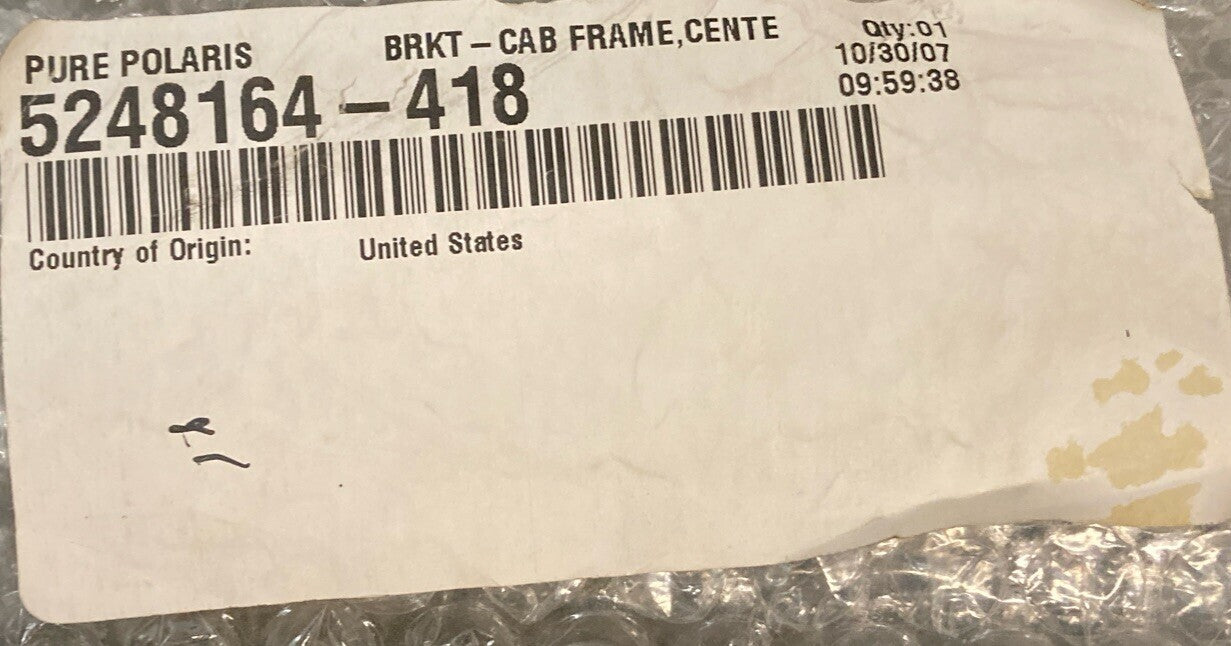 PURE POLARIS BRKT – CAB FRAME,CENTE Qty:01
5248164 – 418 10/30/07
09:59:38
Country of Origin: United States